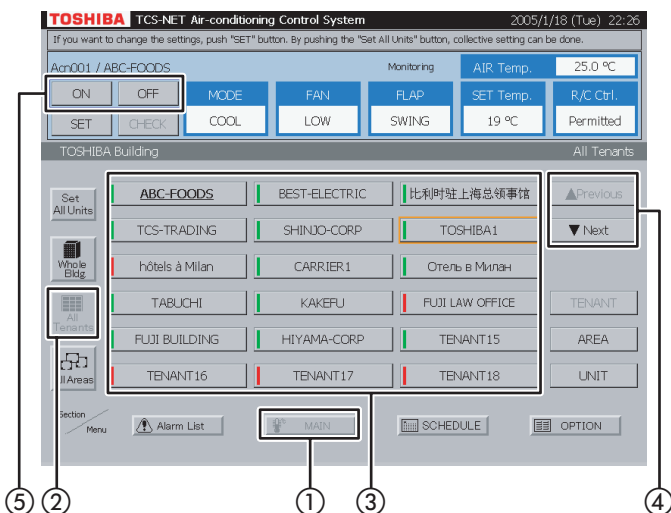 TOSHIBA TCS-NET Air-conditioning Control System 2005/1/18 (Tue) 22:26
If you want to change the settings, push "SET" button. By pushing the "Set All Units" button, collective setting can be done.
Acn001 / ABC-FOODS Monitoring AIR Temp. 25.0 ℃
ON OFF MODE FAN FLAP SET Temp. R/C Ctrl.
SET CHECK COOL LOW SWING 19 ℃ Permitted
TOSHIBA Building All Tenants
Set All Units ABC-FOODS BEST-ELECTRIC 比利时驻上海总领事馆 ▲Previous
TCS-TRADING SHINJO-CORP TOSHIBA1 ▼Next
Whole Bldg. hôtels à Milan CARRIER1 Отель в Милан
All Tenants TABUCHI KAKEFU FUJI LAW OFFICE TENANT
FUJI BUILDING HIYAMA-CORP TENANT15 AREA
All Areas TENANT16 TENANT17 TENANT18 UNIT
Section / Menu Alarm List MAIN SCHEDULE OPTION
⑤ ② ① ③ ④